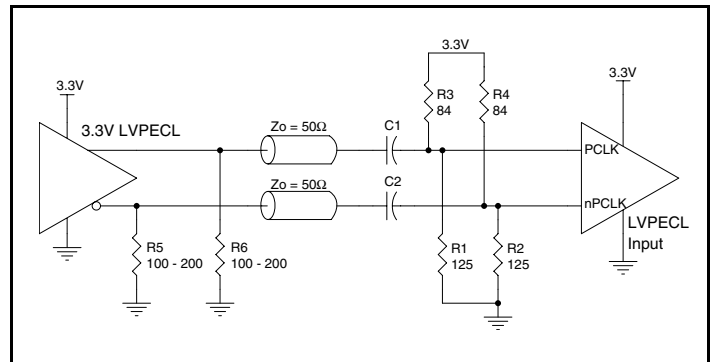 3.3V
R3
84
R4
84
3.3V
3.3V
3.3V LVPECL
Zo = 50Ω
C1
PCLK
Zo = 50Ω
C2
nPCLK
LVPECL
Input
R5
100 - 200
R6
100 - 200
R1
125
R2
125